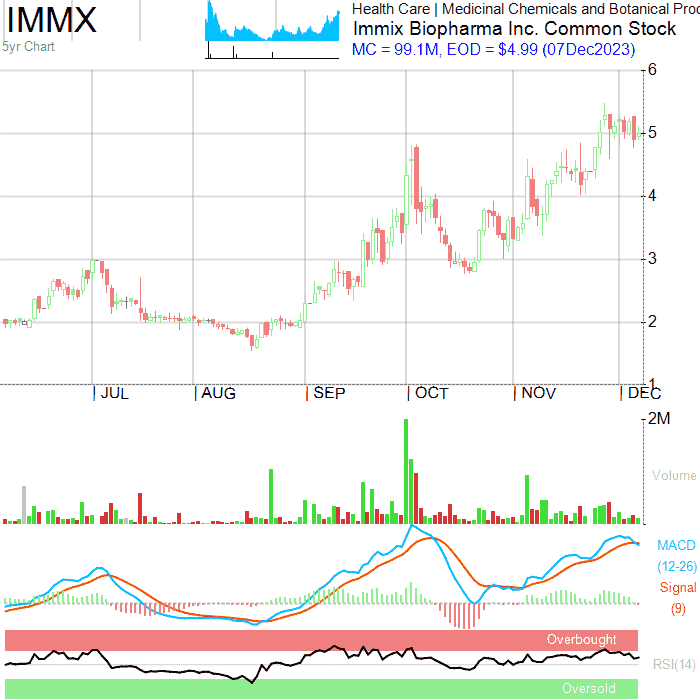 IMMX
5yr Chart
Health Care | Medicinal Chemicals and Botanical Prod
Immix Biopharma Inc. Common Stock
MC = 99.1M, EOD = $4.99 (07Dec2023)
6
5
4
3
2
1
JUL AUG SEP OCT NOV DEC
2M
Volume
MACD
(12-26)
Signal
(9)
Overbought
RSI(14)
Oversold